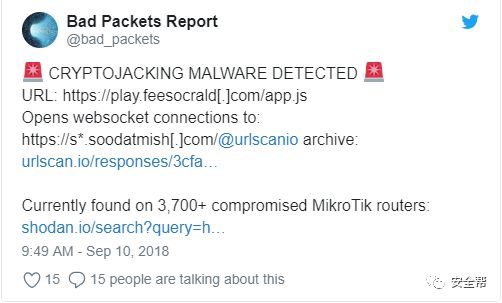 Bad Packets Report
@bad_packets
🚨 CRYPTOJACKING MALWARE DETECTED 🚨
URL: https://play.feesocrald[.]com/app.js
Opens websocket connections to:
https://s*.soodatmish[.]com/@urlscanio archive:
urlscan.io/responses/3cfa…
Currently found on 3,700+ compromised MikroTik routers:
shodan.io/search?query=h…
9:49 AM - Sep 10, 2018
15 15 people are talking about this
安全帮